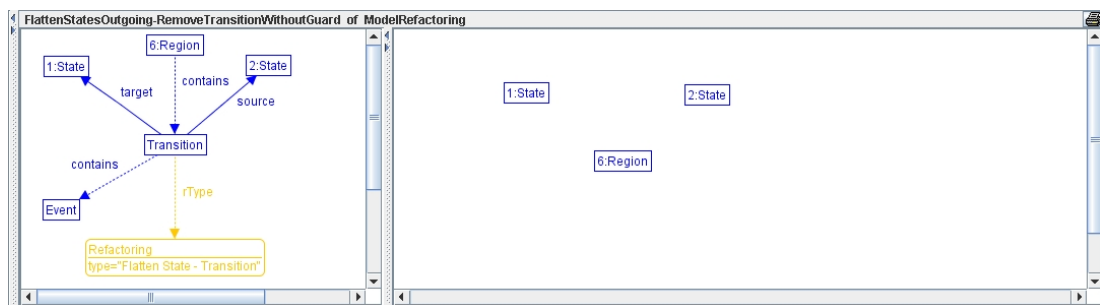 FlattenStatesOutgoing-RemoveTransitionWithoutGuard of ModelRefactoring
6:Region
1:State
2:State
contains
target
source
Transition
contains
rType
Event
Refactoring
type="Flatten State - Transition"
1:State
2:State
6:Region